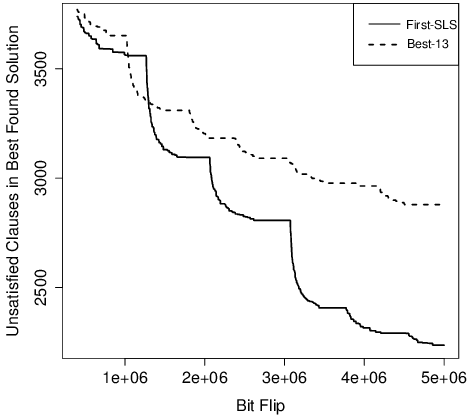 First-SLS
Best-13
Unsatisfied Clauses in Best Found Solution
3500
3000
2500
1e+06 2e+06 3e+06 4e+06 5e+06
Bit Flip